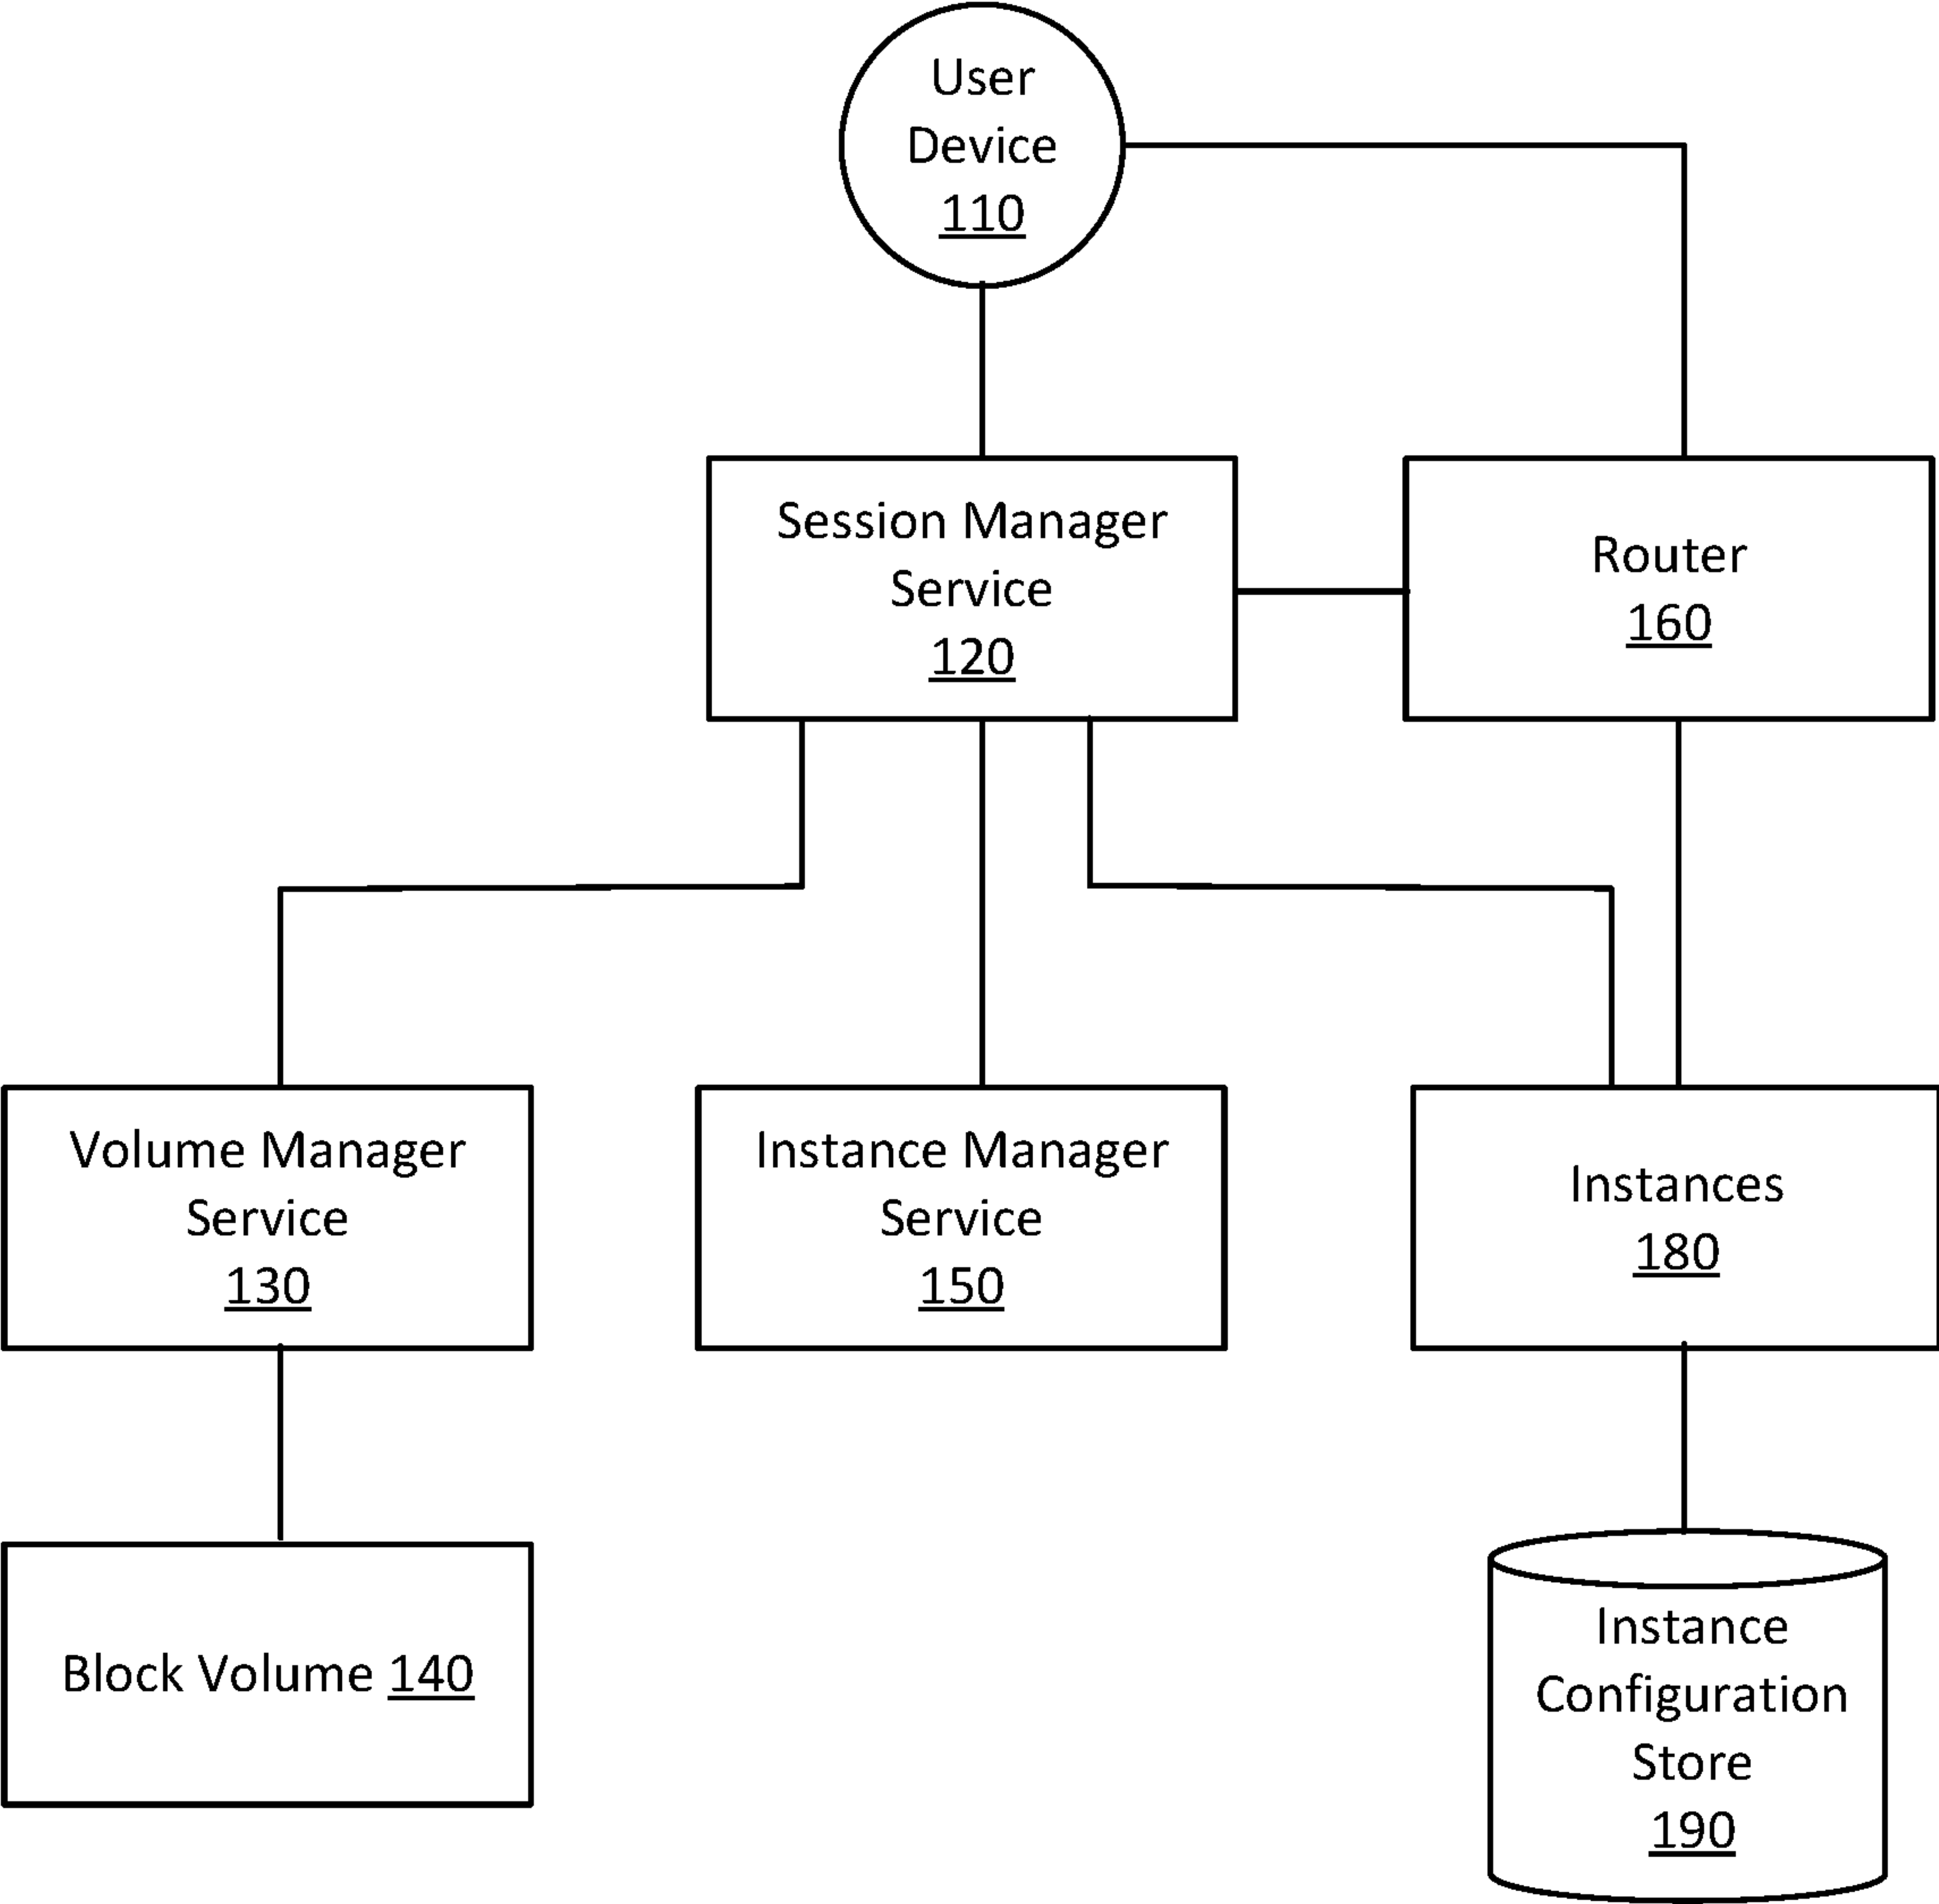 User
Device
110
Session Manager
Service
120
Router
160
Volume Manager
Service
130
Instance Manager
Service
150
Instances
180
Block Volume 140
Instance
Configuration
Store
190